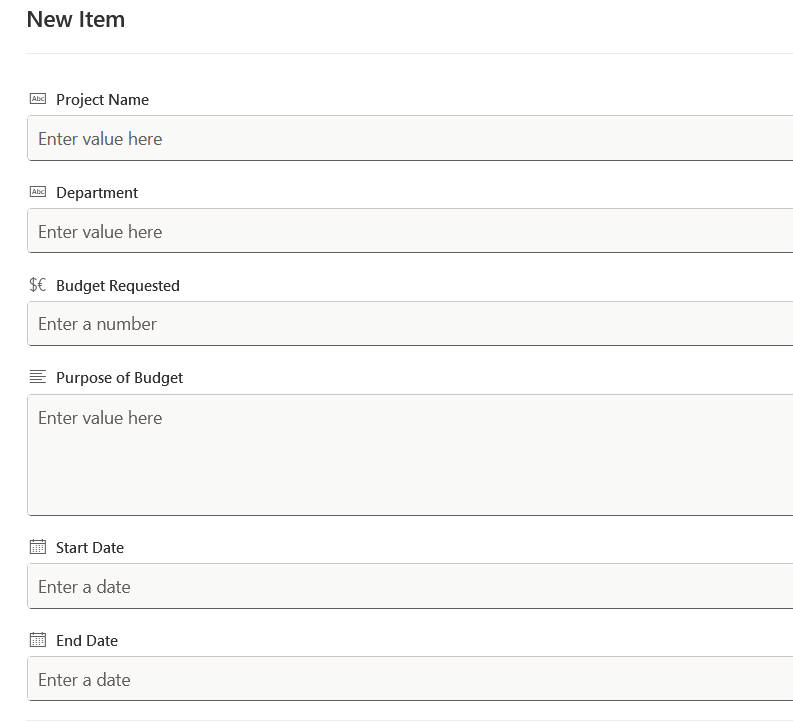 New Item
Abc Project Name
Enter value here
Abc Department
Enter value here
$€ Budget Requested
Enter a number
Purpose of Budget
Enter value here
Start Date
Enter a date
End Date
Enter a date